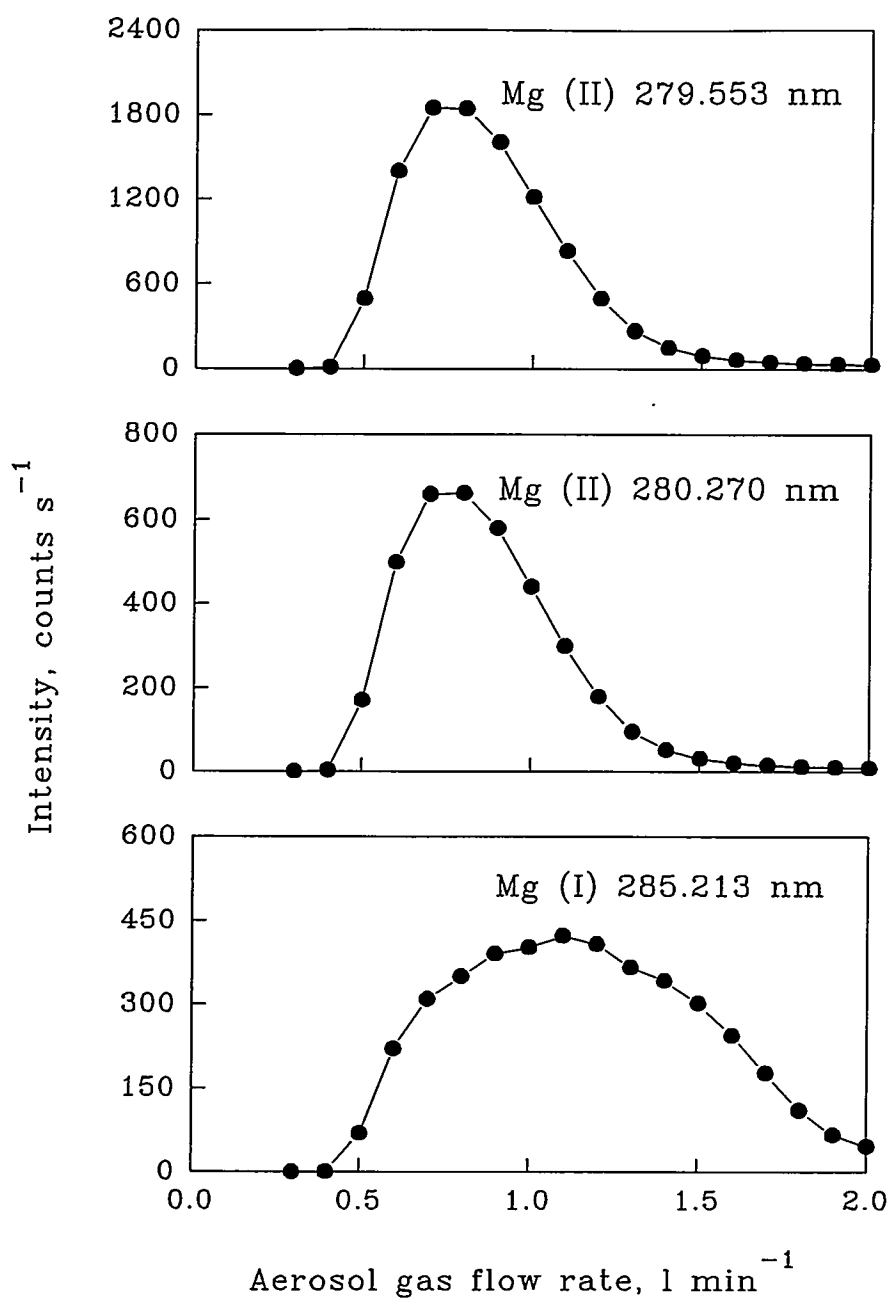 2400
Mg (II) 279.553 nm
1800
1200
600
0
800
Mg (II) 280.270 nm
600
400
200
0
Intensity, counts s⁻¹
600
Mg (I) 285.213 nm
450
300
150
0
0.0 0.5 1.0 1.5 2.0
Aerosol gas flow rate, l min⁻¹